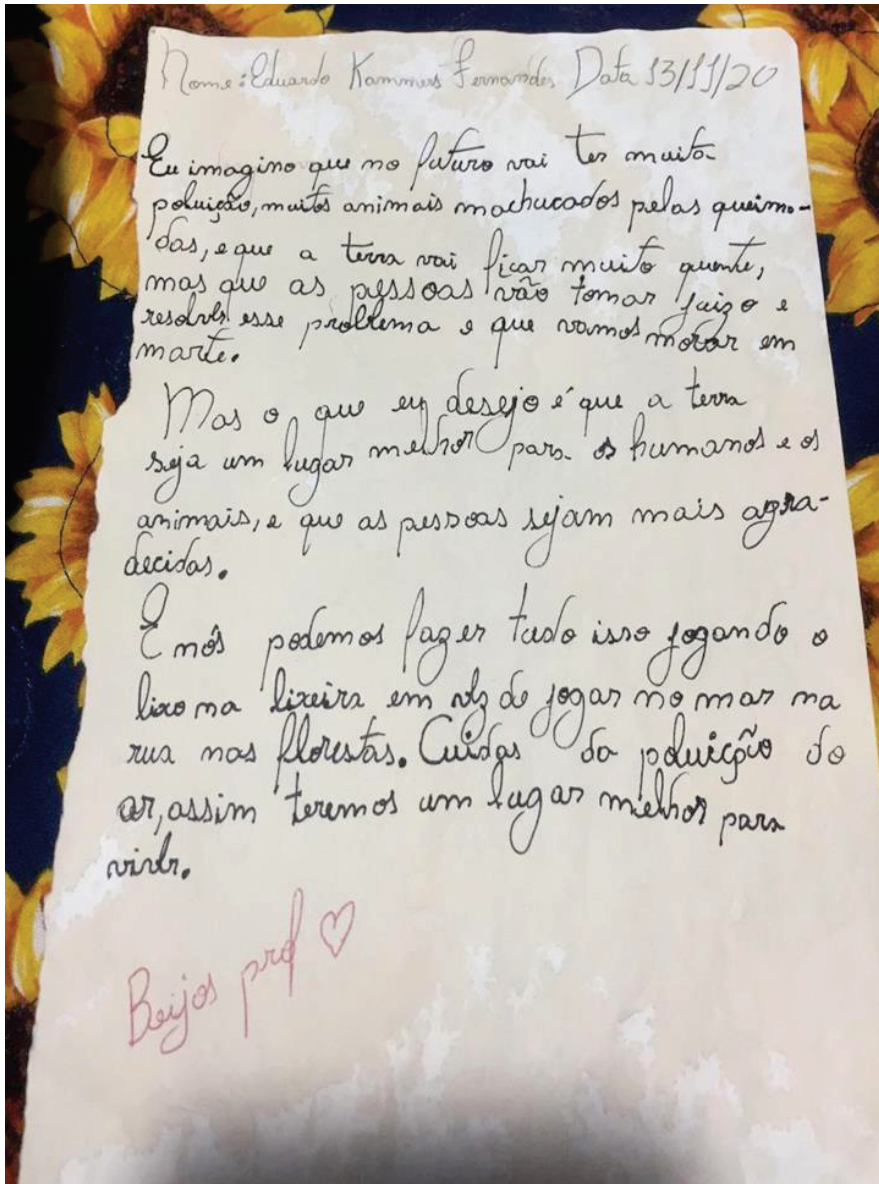 Nome: Eduardo Kammers Fernandes Data 13/11/20
Eu imagino que no futuro vai ter muita
poluição, muitos animais machucados pelas queima-
das, e que a terra vai ficar muito quente,
mas que as pessoas vão tomar juizo e
resolver esse problema e que vamos morar em
marte.
Mas o que eu desejo é que a terra
seja um lugar melhor para os humanos e os
animais, e que as pessoas sejam mais agra-
decidas.
E nós podemos fazer tudo isso jogando o
lixo na lixeira em vez de jogar no mar na
rua nas florestas. Cuidar da poluição do
ar, assim teremos um lugar melhor para
viver.
Beijos prof ♡